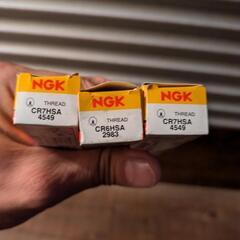 NGK
THREAD
CR7HSA
4549
NGK
THREAD
CR6HSA
2983
NGK
THREAD
CR7HSA
4549